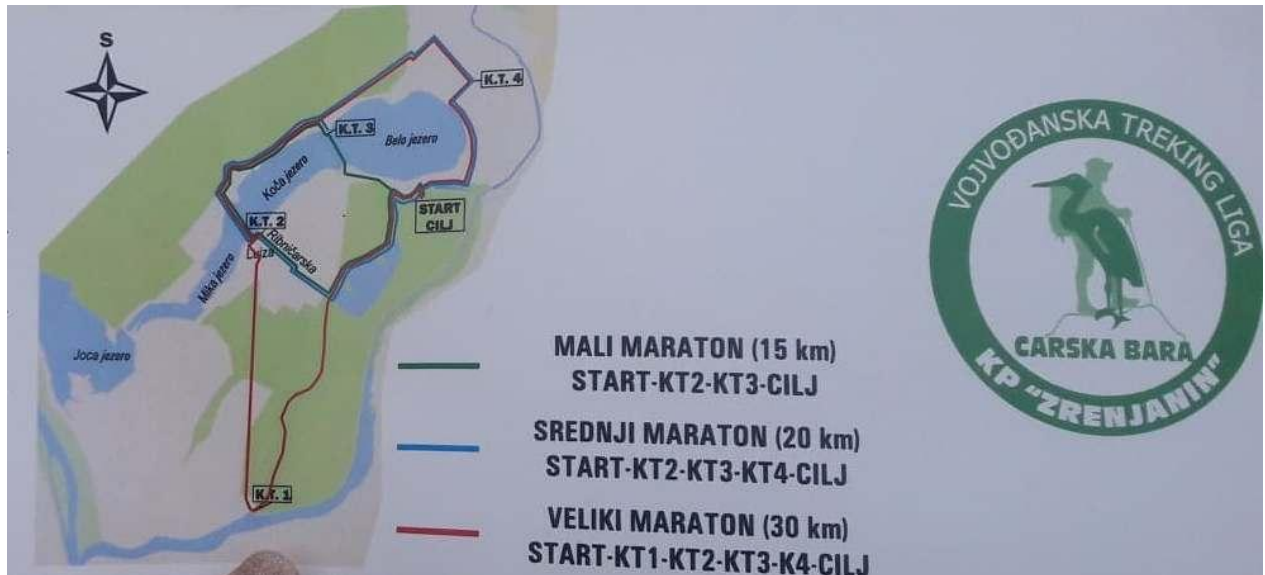 S
K.T. 4
K.T. 3
Belo jezero
Koča jezero
START
CILJ
K.T. 2
Ribničarska
Lujza
Mika jezero
Joca jezero
K.T. 1
MALI MARATON (15 km)
START-KT2-KT3-CILJ
SREDNJI MARATON (20 km)
START-KT2-KT3-KT4-CILJ
VELIKI MARATON (30 km)
START-KT1-KT2-KT3-K4-CILJ
VOJVOĐANSKA TREKING LIGA
CARSKA BARA
KP "ZRENJANIN"